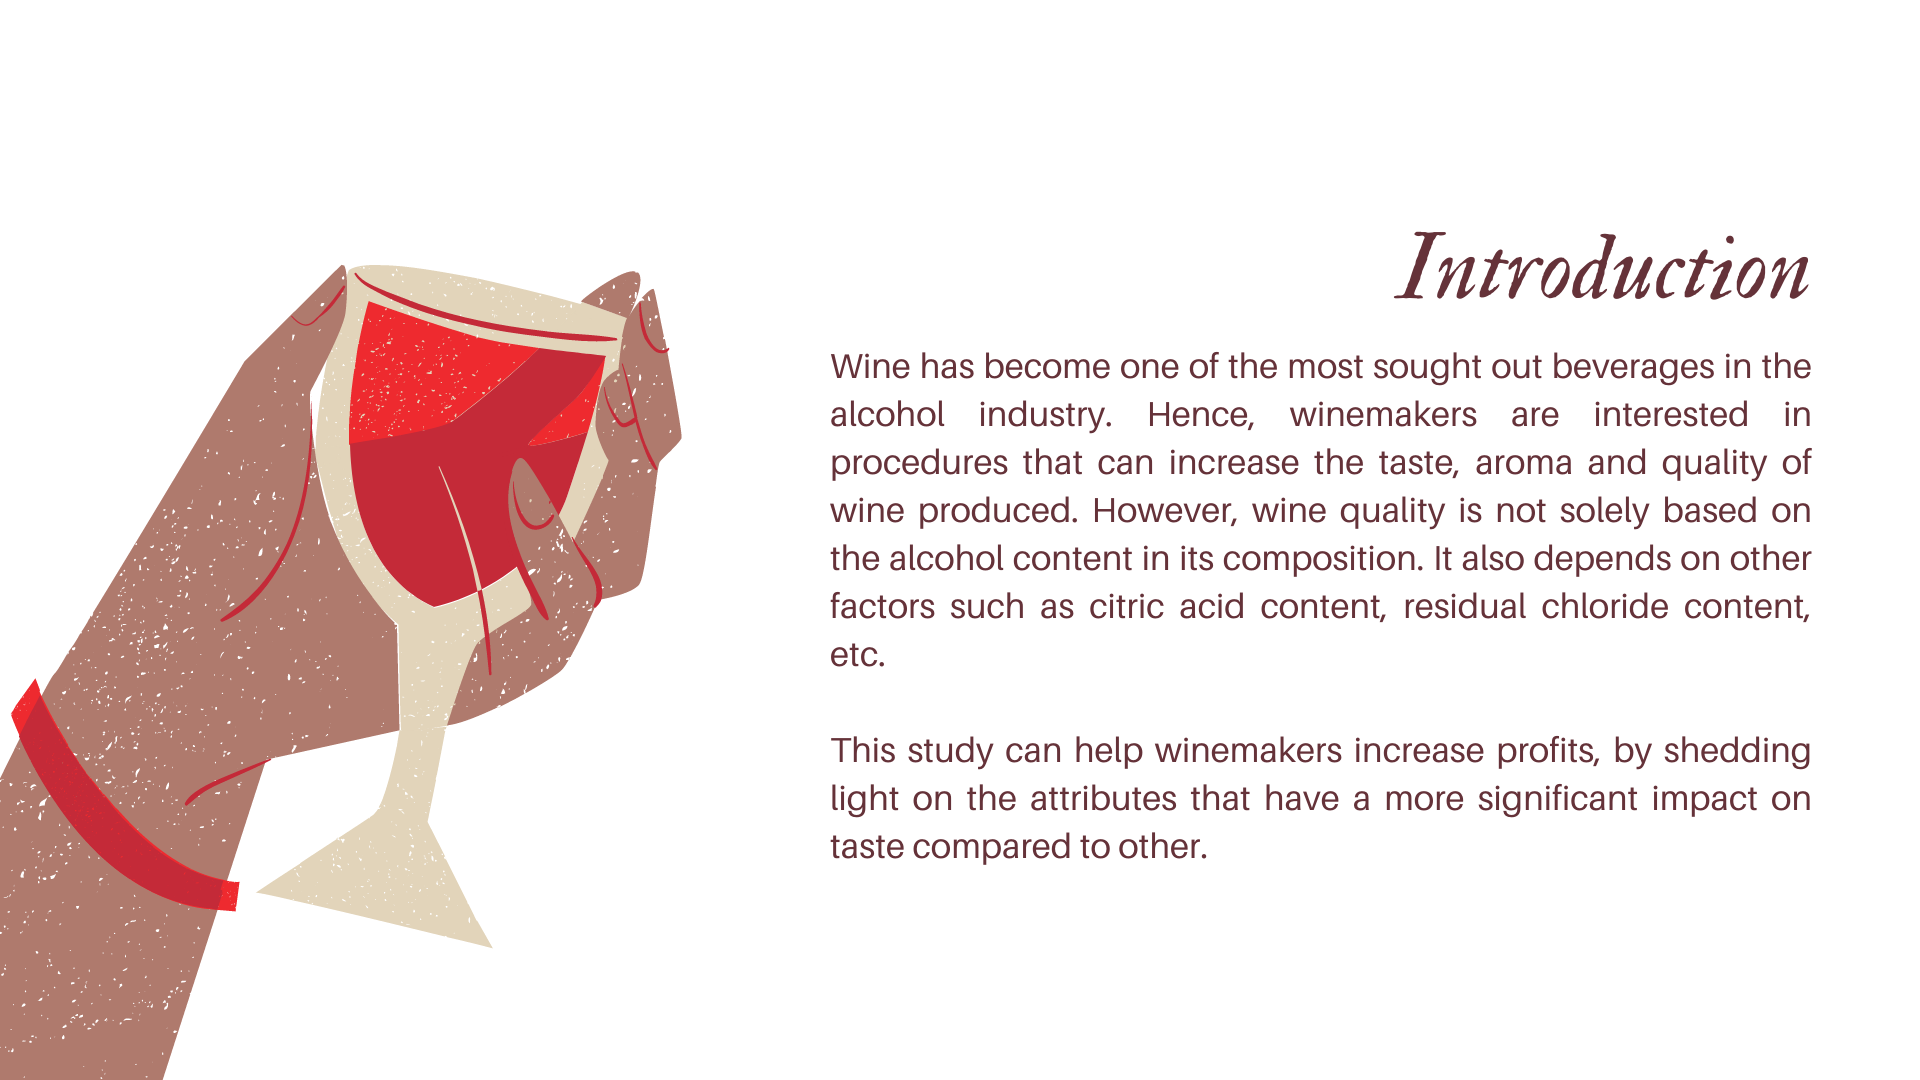 Introduction
Wine has become one of the most sought out beverages in the
alcohol industry. Hence, winemakers are interested in
procedures that can increase the taste, aroma and quality of
wine produced. However, wine quality is not solely based on
the alcohol content in its composition. It also depends on other
factors such as citric acid content, residual chloride content,
etc.
This study can help winemakers increase profits, by shedding
light on the attributes that have a more significant impact on
taste compared to other.